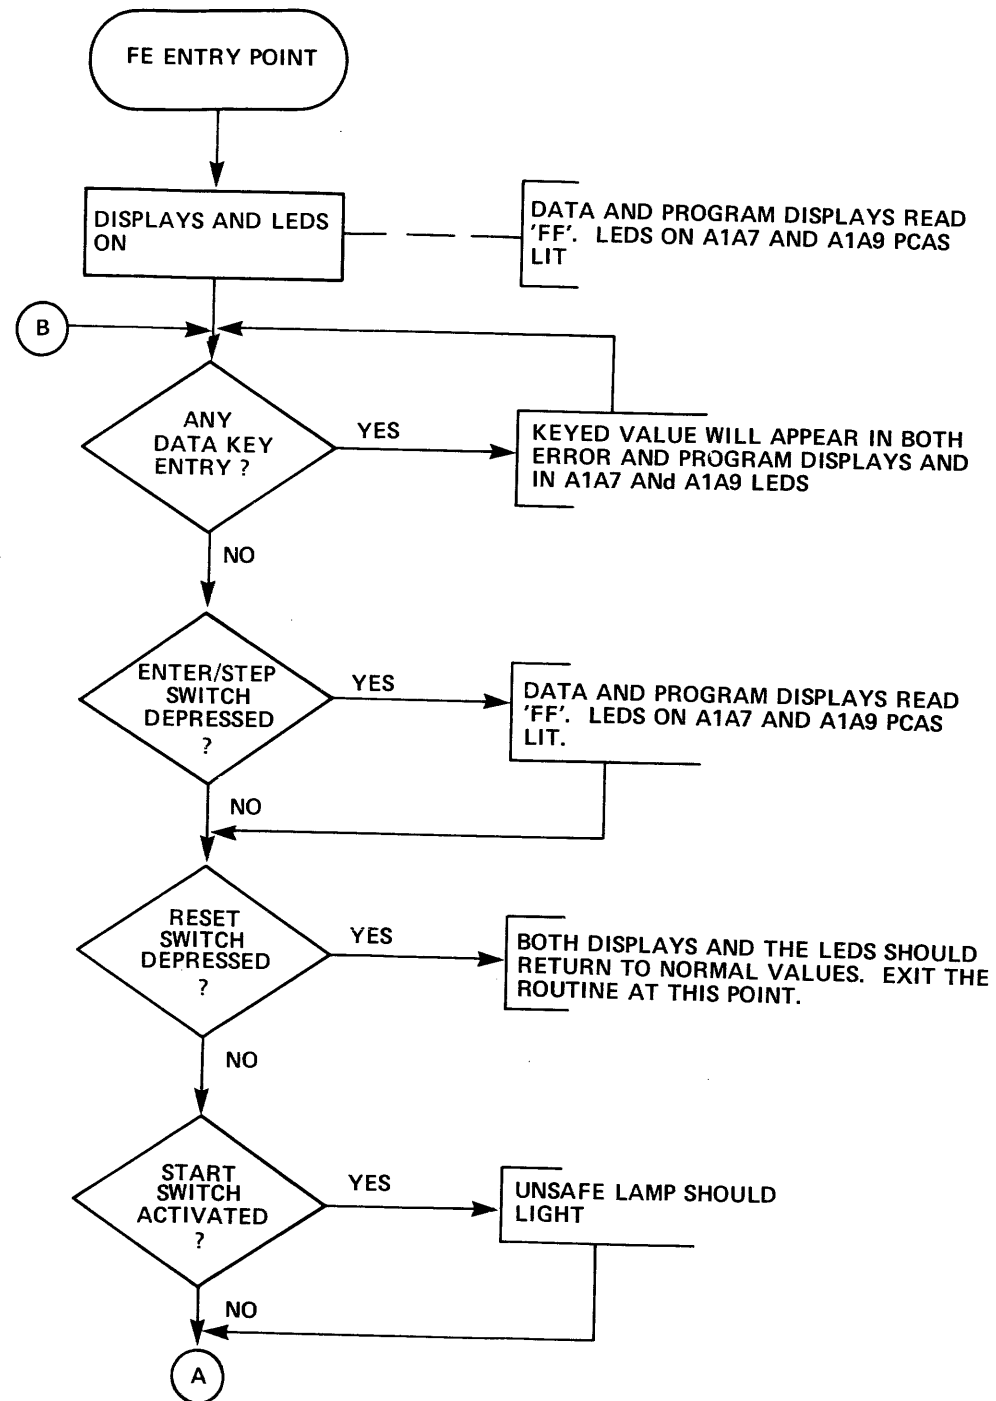 FE ENTRY POINT
DISPLAYS AND LEDS
ON
DATA AND PROGRAM DISPLAYS READ
'FF'. LEDS ON A1A7 AND A1A9 PCAS
LIT
B
ANY
DATA KEY
ENTRY ?
YES
KEYED VALUE WILL APPEAR IN BOTH
ERROR AND PROGRAM DISPLAYS AND
IN A1A7 ANd A1A9 LEDS
NO
ENTER/STEP
SWITCH
DEPRESSED
?
YES
DATA AND PROGRAM DISPLAYS READ
'FF'. LEDS ON A1A7 AND A1A9 PCAS
LIT.
NO
RESET
SWITCH
DEPRESSED
?
YES
BOTH DISPLAYS AND THE LEDS SHOULD
RETURN TO NORMAL VALUES. EXIT THE
ROUTINE AT THIS POINT.
NO
START
SWITCH
ACTIVATED
?
YES
UNSAFE LAMP SHOULD
LIGHT
NO
A